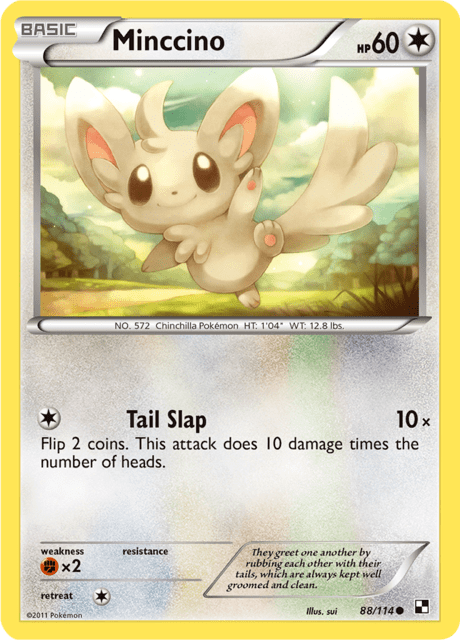 BASIC Minccino HP60
NO. 572 Chinchilla Pokémon HT: 1'04" WT: 12.8 lbs.
Tail Slap 10×
Flip 2 coins. This attack does 10 damage times the
number of heads.
weakness resistance
×2
They greet one another by
rubbing each other with their
tails, which are always kept well
groomed and clean.
retreat
©2011 Pokémon Illus. sui 88/114